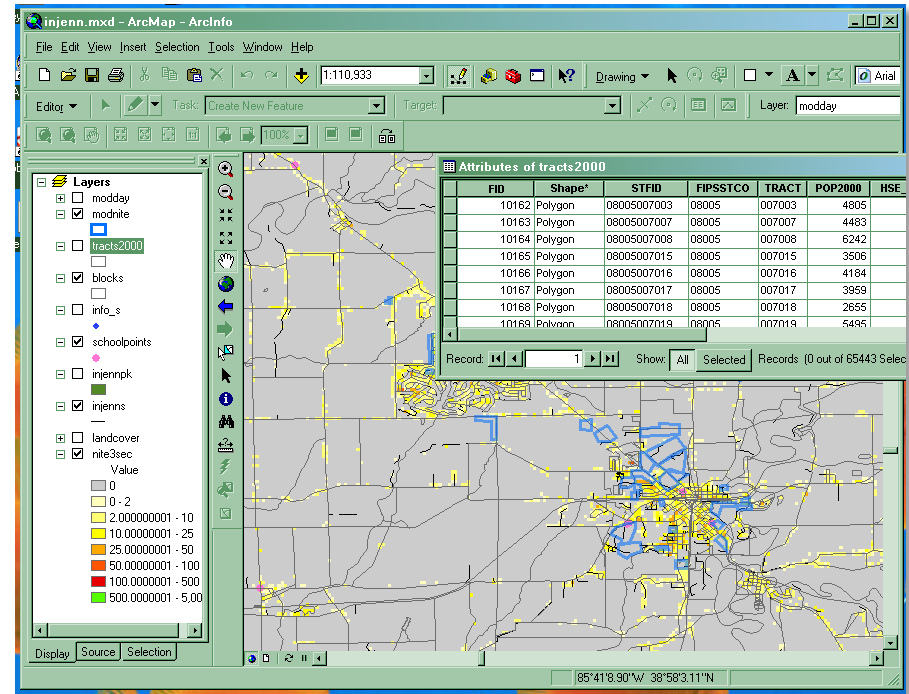 injenn.mxd - ArcMap - ArcInfo
File Edit View Insert Selection Tools Window Help
1:110,933 Drawing A Arial
Editor Task: Create New Feature Target: Layer: modday
100%
Layers
modday
modnite
tracts2000
blocks
info_s
schoolpoints
injennpk
injenns
landcover
nite3sec
Value
0
0 - 2
2.000000001 - 10
10.00000001 - 25
25.00000001 - 50
50.00000001 - 100
100.0000001 - 500
500.0000001 - 5,00
Display Source Selection
Attributes of tracts2000
FID Shape* STFID FIPSSTCO TRACT POP2000 HSE_
10162 Polygon 08005007003 08005 007003 4805
10163 Polygon 08005007007 08005 007007 4483
10164 Polygon 08005007008 08005 007008 6242
10165 Polygon 08005007015 08005 007015 3506
10166 Polygon 08005007016 08005 007016 4184
10167 Polygon 08005007017 08005 007017 3959
10168 Polygon 08005007018 08005 007018 2655
10169 Polygon 08005007019 08005 007019 5495
Record: 1 Show: All Selected Records (0 out of 65443 Selec
85°41'8.90"W 38°58'3.11"N